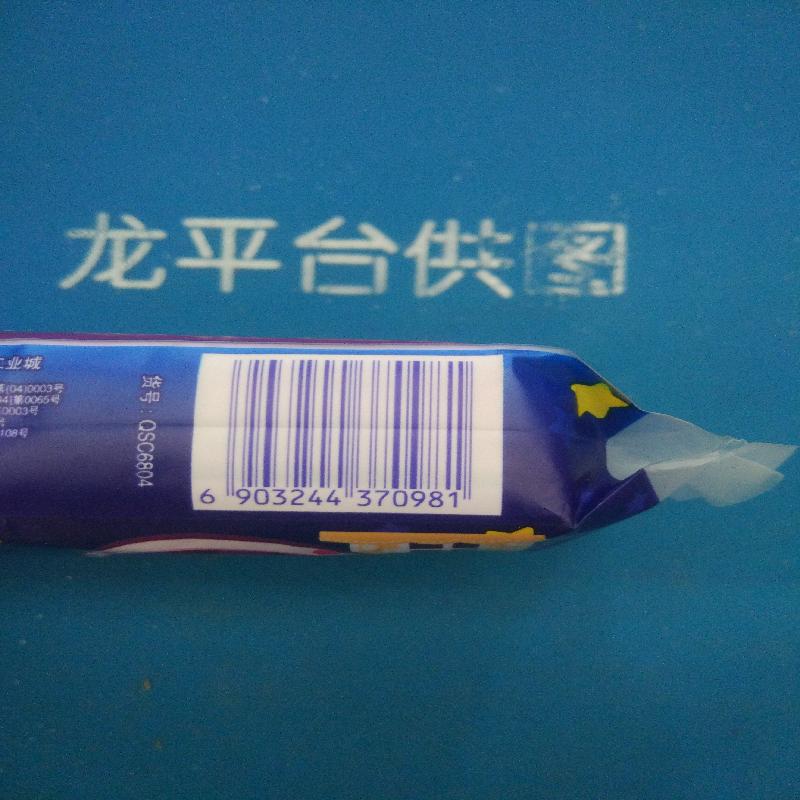 龙平台供图
工业城
(04)0003号
第0065号
0003号
号
108号
货号：QSC6804
6 903244 370981